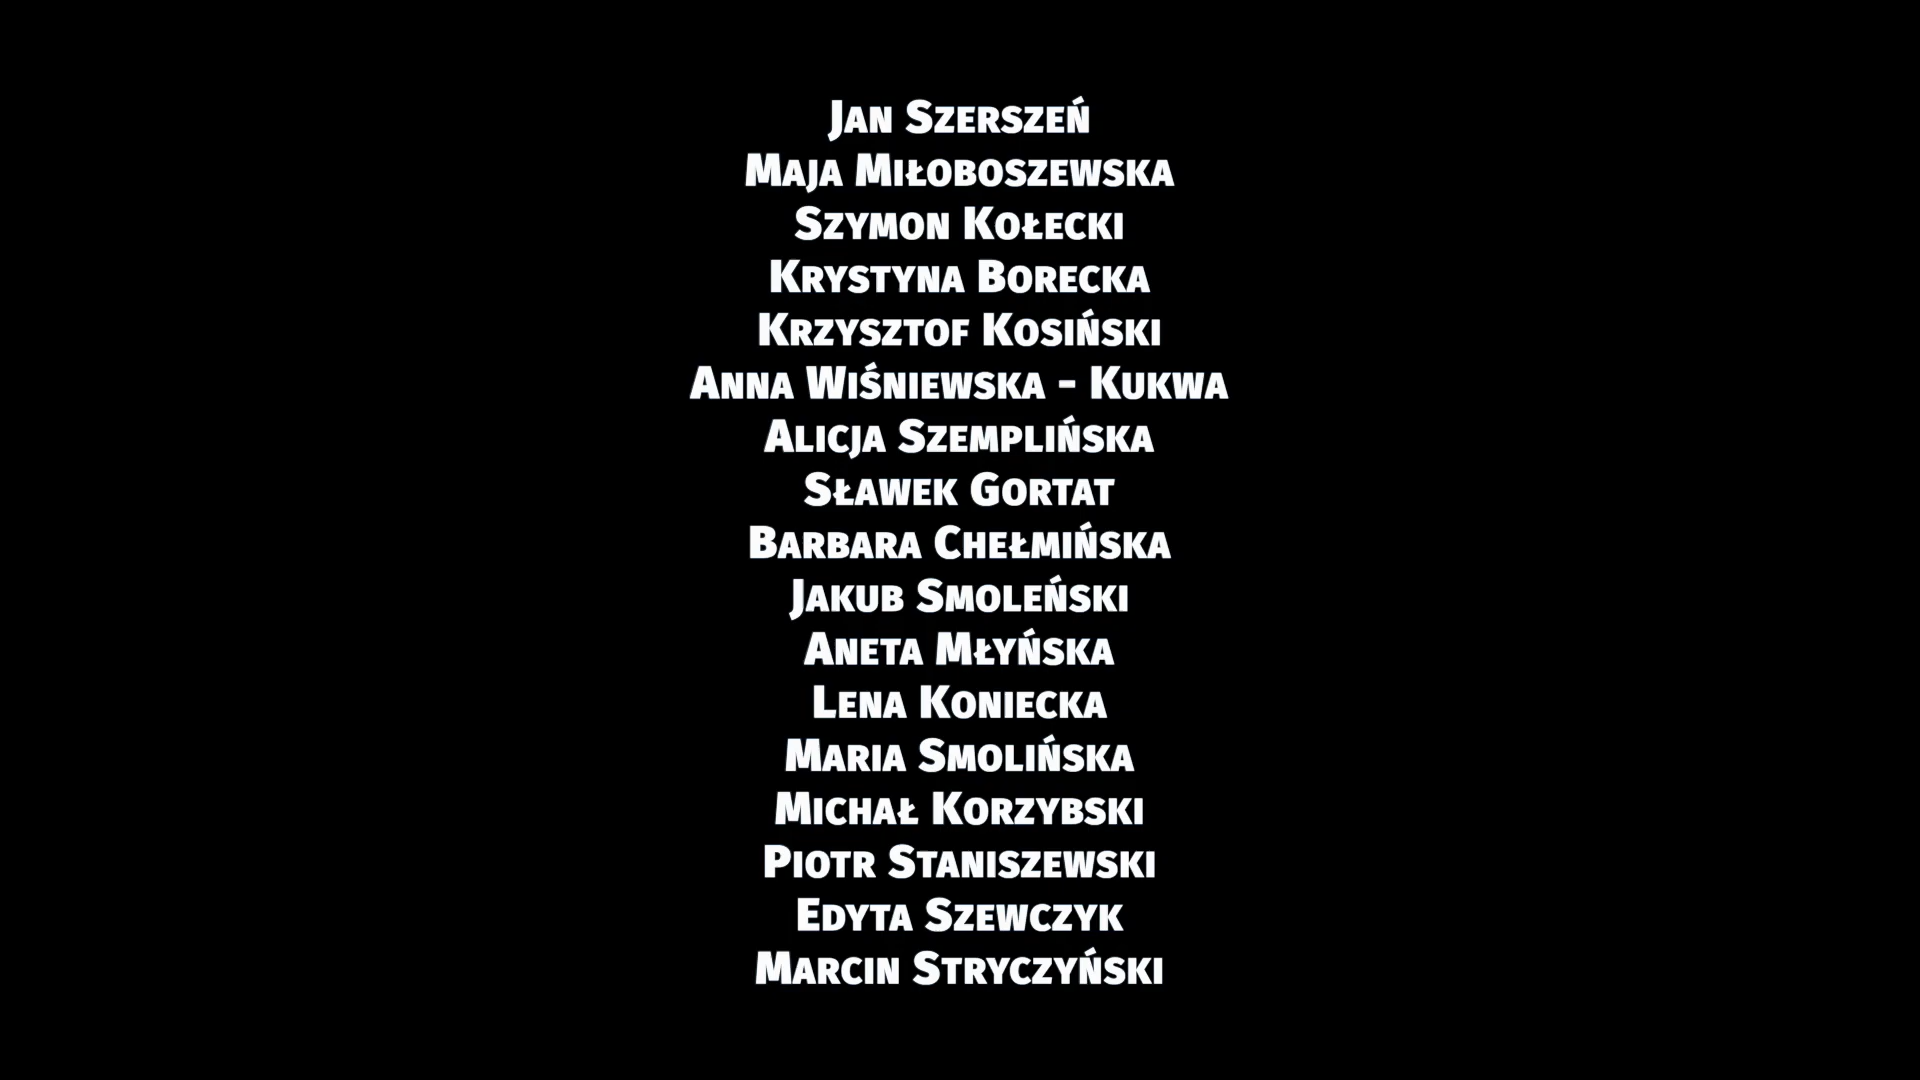 Jan Szerszeń
Maja Miłoboszewska
Szymon Kołecki
Krystyna Borecka
Krzysztof Kosiński
Anna Wiśniewska - Kukwa
Alicja Szemplińska
Sławek Gortat
Barbara Chełmińska
Jakub Smoleński
Aneta Młyńska
Lena Koniecka
Maria Smolińska
Michał Korzybski
Piotr Staniszewski
Edyta Szewczyk
Marcin Stryczyński